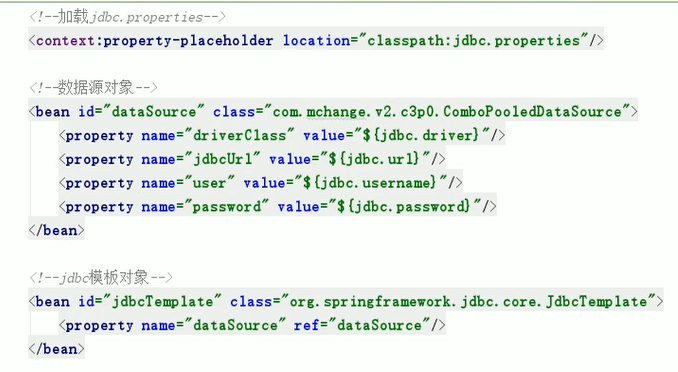 <!--加载jdbc.properties-->
<context:property-placeholder location="classpath:jdbc.properties"/>
<!--数据源对象-->
<bean id="dataSource" class="com.mchange.v2.c3p0.ComboPooledDataSource">
<property name="driverClass" value="${jdbc.driver}"/>
<property name="jdbcUrl" value="${jdbc.url}"/>
<property name="user" value="${jdbc.username}"/>
<property name="password" value="${jdbc.password}"/>
</bean>
<!--jdbc模板对象-->
<bean id="jdbcTemplate" class="org.springframework.jdbc.core.JdbcTemplate">
<property name="dataSource" ref="dataSource"/>
</bean>